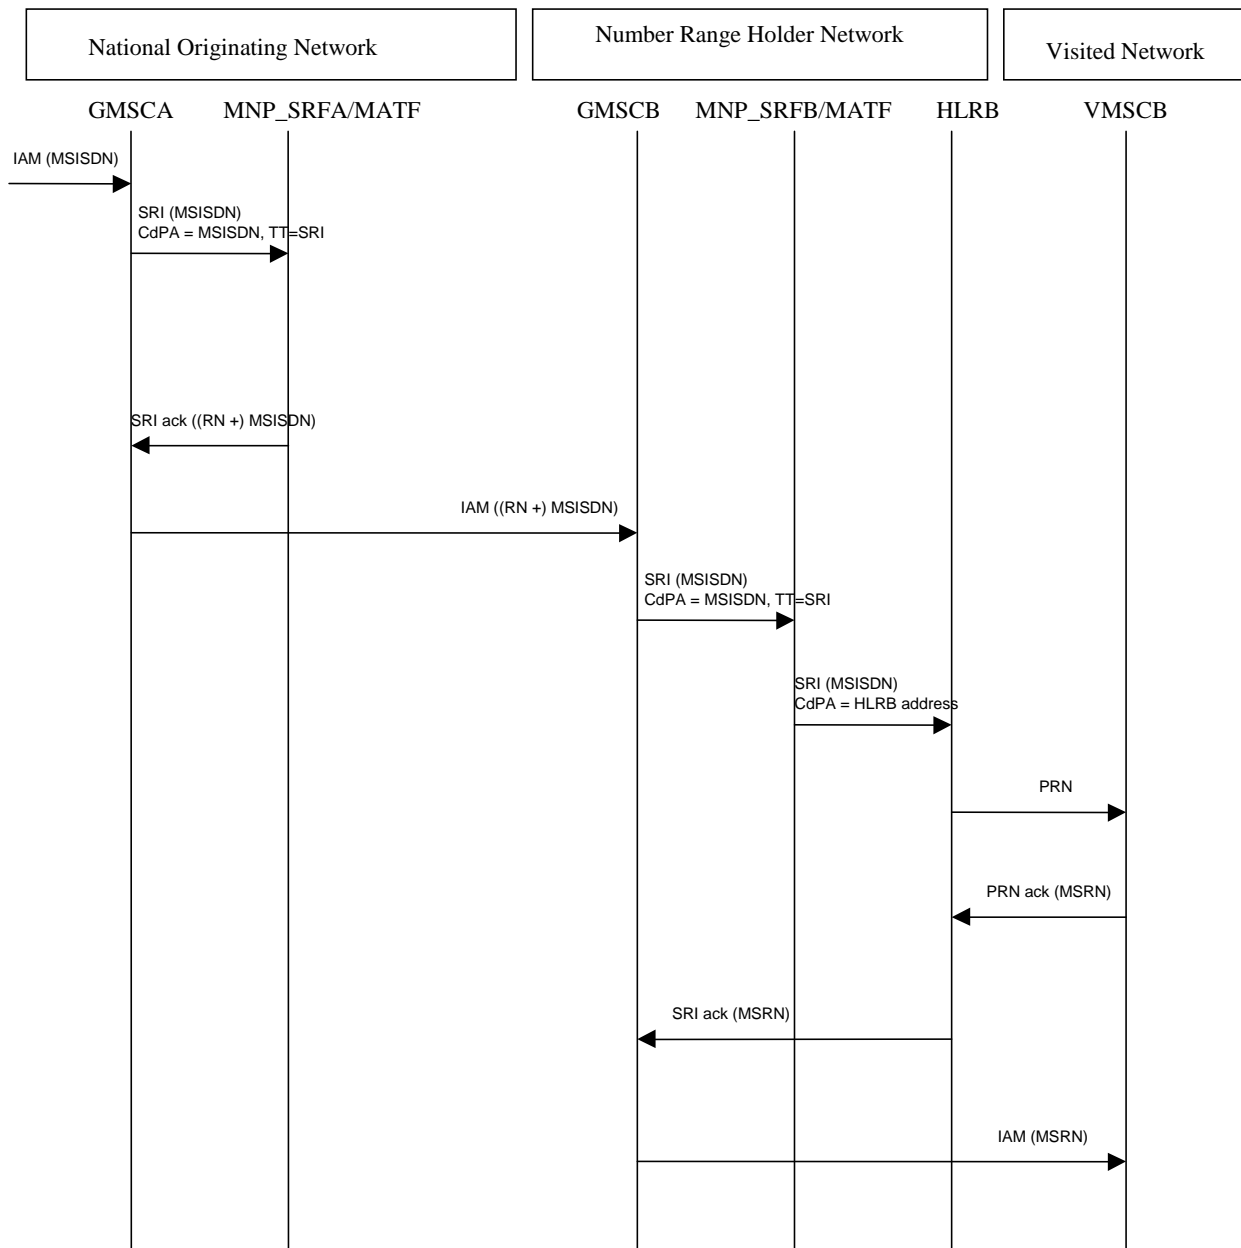 National Originating Network
Number Range Holder Network
Visited Network
GMSCA
MNP_SRFA/MATF
GMSCB
MNP_SRFB/MATF
HLRB
VMSCB
IAM (MSISDN)
SRI (MSISDN)
CdPA = MSISDN, TT=SRI
SRI ack ((RN +) MSISDN)
IAM ((RN +) MSISDN)
SRI (MSISDN)
CdPA = MSISDN, TT=SRI
SRI (MSISDN)
CdPA = HLRB address
PRN
PRN ack (MSRN)
SRI ack (MSRN)
IAM (MSRN)